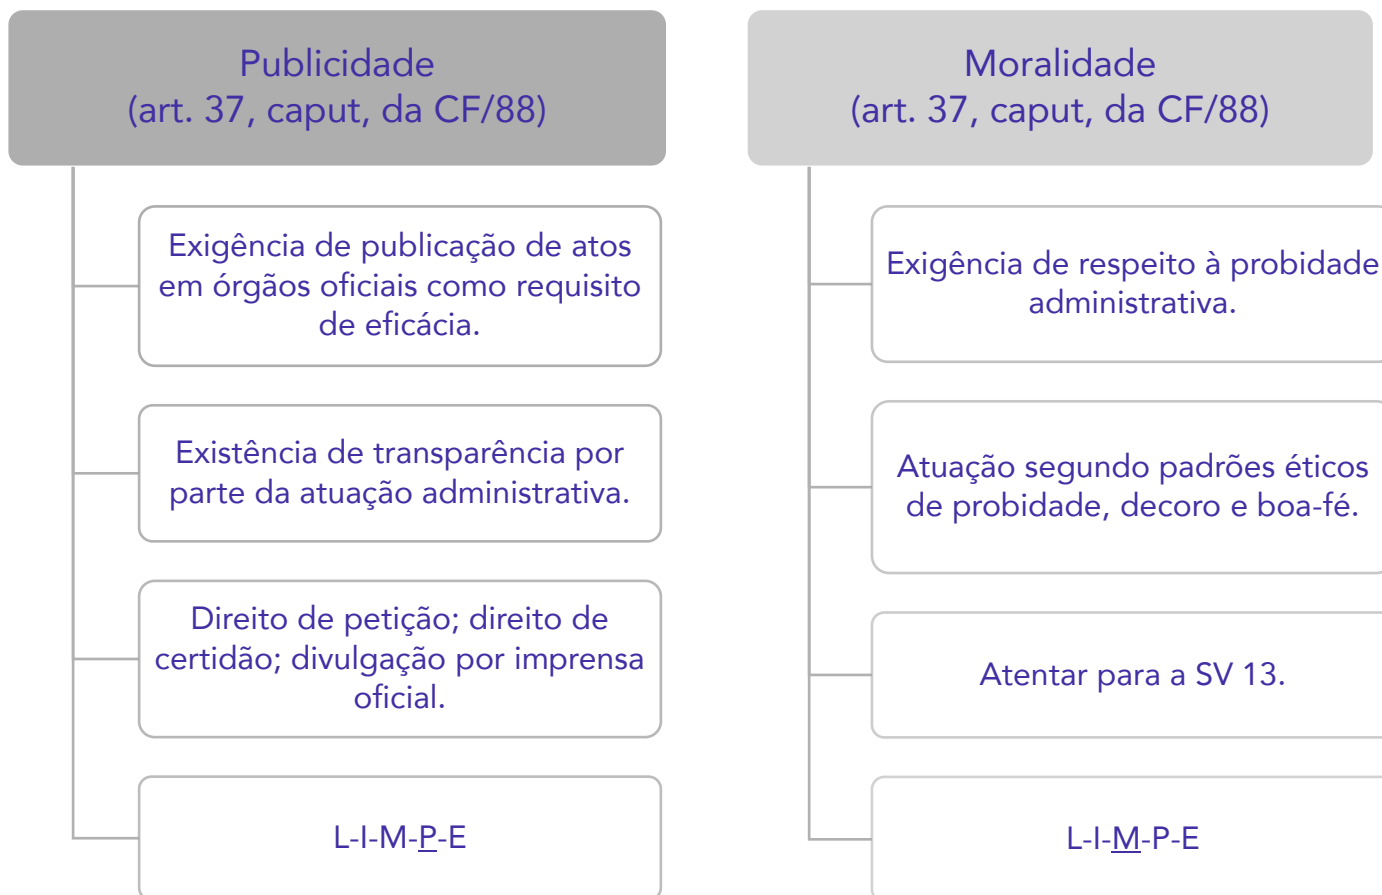 Publicidade
(art. 37, caput, da CF/88)
Exigência de publicação de atos
em órgãos oficiais como requisito
de eficácia.
Existência de transparência por
parte da atuação administrativa.
Direito de petição; direito de
certidão; divulgação por imprensa
oficial.
L-I-M-P-E
Moralidade
(art. 37, caput, da CF/88)
Exigência de respeito à probidade
administrativa.
Atuação segundo padrões éticos
de probidade, decoro e boa-fé.
Atentar para a SV 13.
L-I-M-P-E